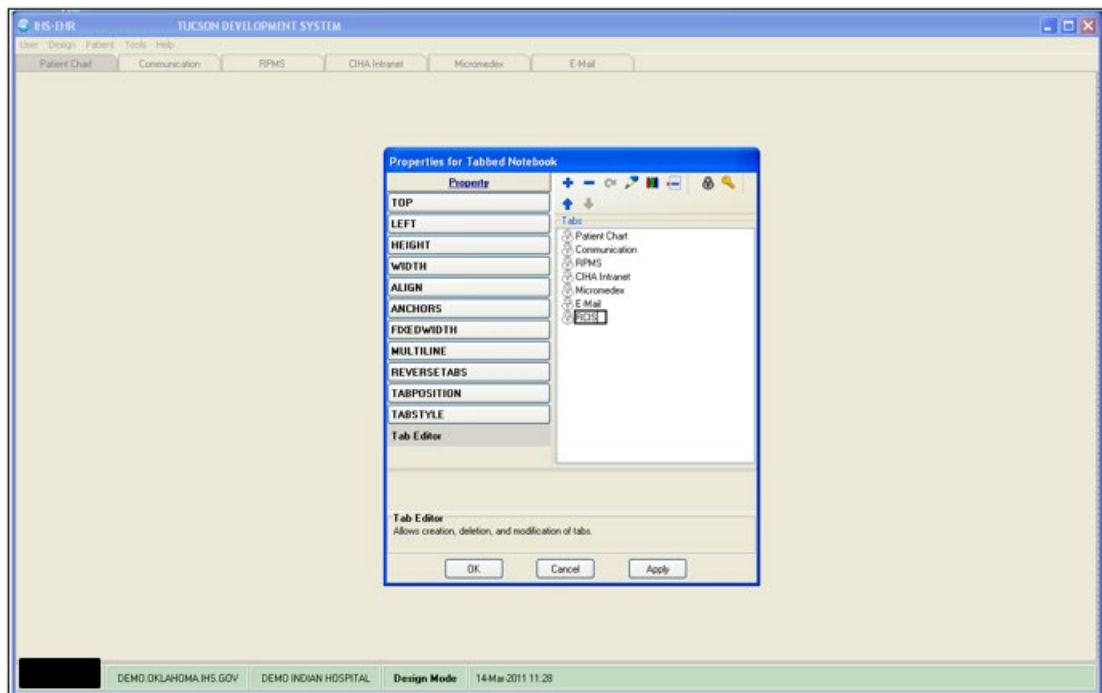 IHS-EHR TUCSON DEVELOPMENT SYSTEM
User Design Patient Tools Help
Patient Chart Communication RPMS CIHA Intranet Micromedex E-Mail
Properties for Tabbed Notebook
Property
TOP
LEFT
HEIGHT
WIDTH
ALIGN
ANCHORS
FIXEDWIDTH
MULTILINE
REVERSETABS
TABPOSITION
TABSTYLE
Tab Editor
Tabs
Patient Chart
Communication
RPMS
CIHA Intranet
Micromedex
E-Mail
RCIS
Tab Editor
Allows creation, deletion, and modification of tabs.
OK Cancel Apply
DEMO.OKLAHOMA.IHS.GOV DEMO INDIAN HOSPITAL Design Mode 14-Mar-2011 11:28